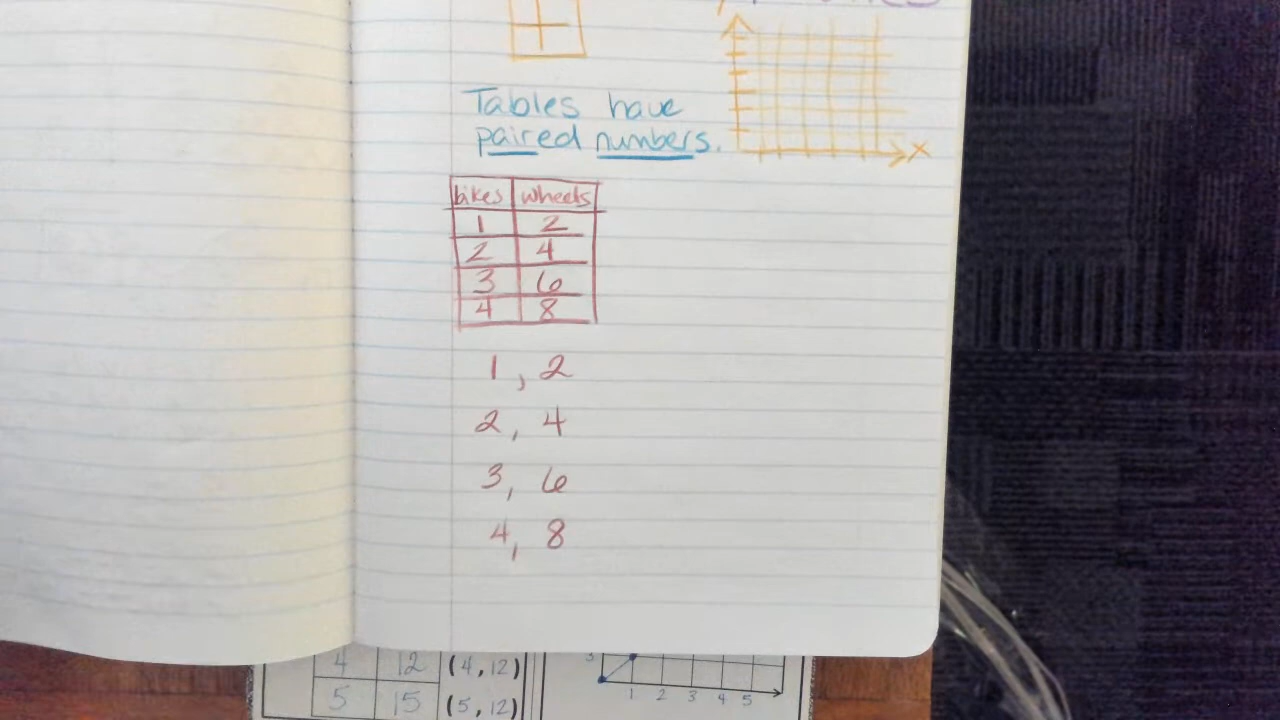 Tables have
paired numbers.
x
bikes wheels
1 2
2 4
3 6
4 8
1, 2
2, 4
3, 6
4, 8
4 12 (4,12)
5 15 (5,12)
3
1 2 3 4 5